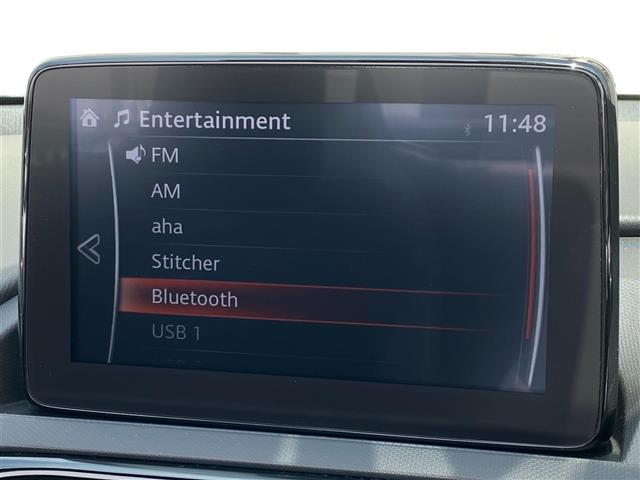 Entertainment 11:48
FM
AM
aha
Stitcher
Bluetooth
USB 1